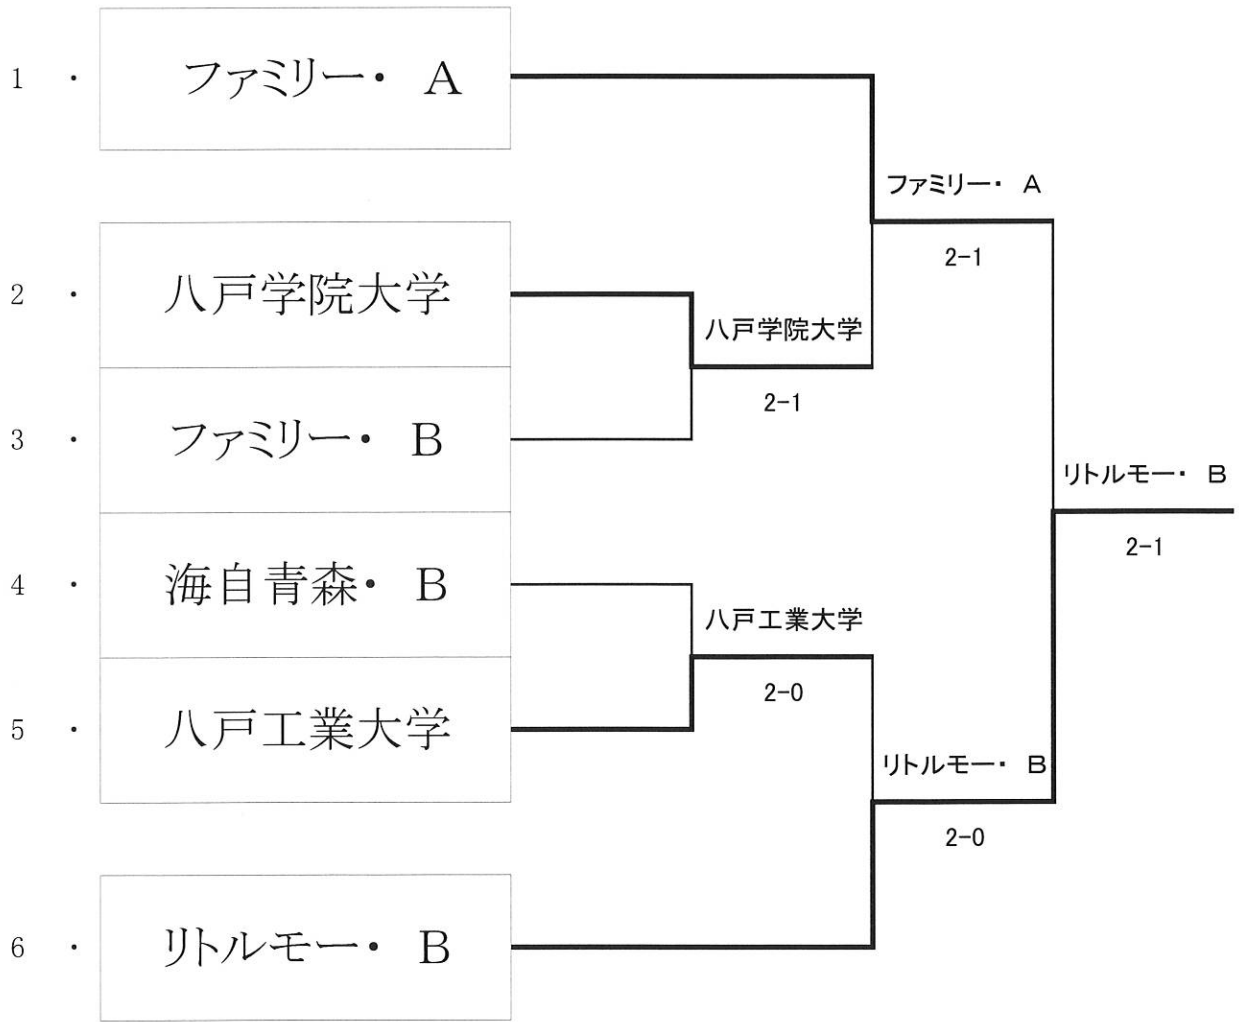 1 ・ ファミリー・ A
ファミリー・ A
2-1
2 ・ 八戸学院大学
八戸学院大学
2-1
3 ・ ファミリー・ B
リトルモー・ B
2-1
4 ・ 海自青森・ B
八戸工業大学
2-0
5 ・ 八戸工業大学
リトルモー・ B
2-0
6 ・ リトルモー・ B